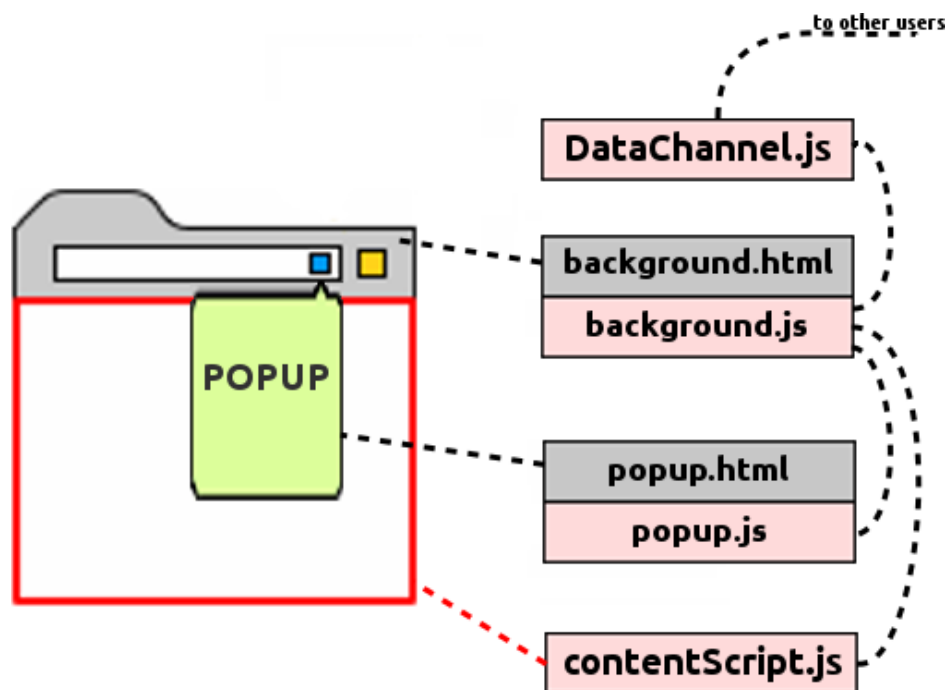 to other users
DataChannel.js
background.html
background.js
POPUP
popup.html
popup.js
contentScript.js